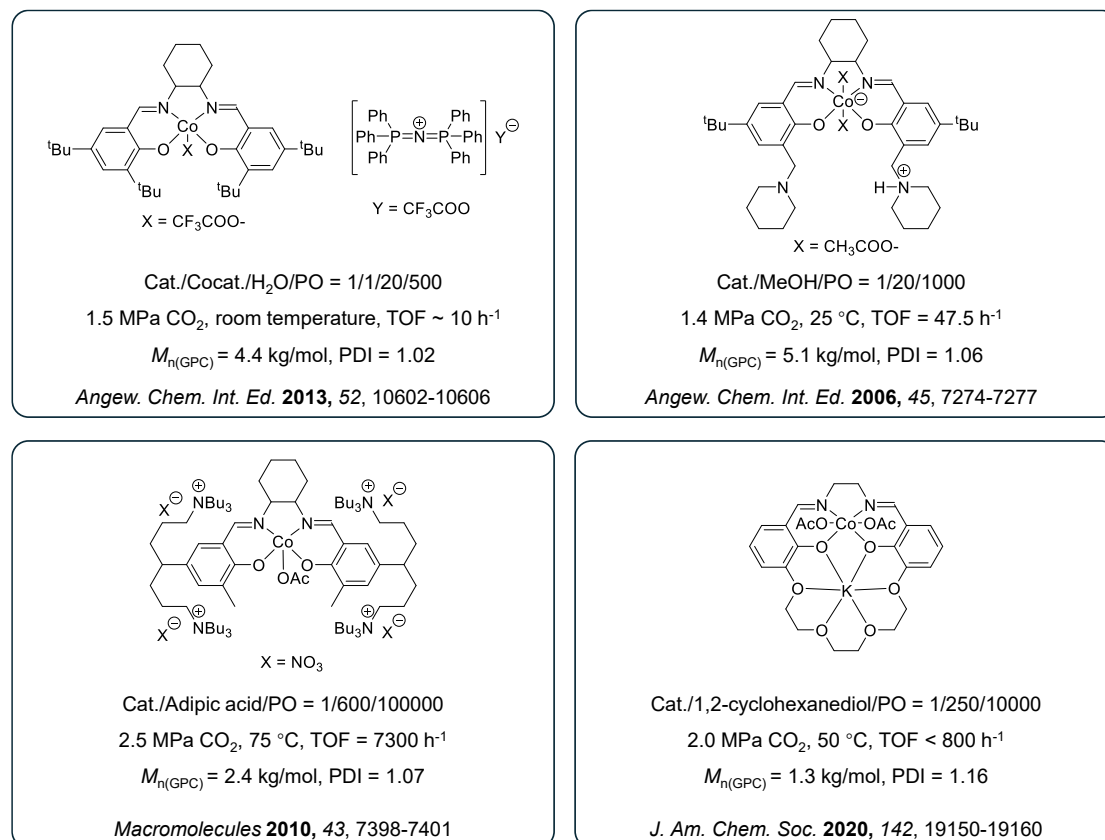 ᵗBu
N
N
Co
X
O
O
ᵗBu
ᵗBu
ᵗBu
X = CF₃COO-
Ph
Ph
Ph
P=N=P
⊕
Ph
Ph
Ph
Y⊖
Y = CF₃COO
Cat./Cocat./H₂O/PO = 1/1/20/500
1.5 MPa CO₂, room temperature, TOF ~ 10 h⁻¹
Mn(GPC) = 4.4 kg/mol, PDI = 1.02
Angew. Chem. Int. Ed. 2013, 52, 10602-10606
X
N
N
Co⊖
ᵗBu
O
X
O
ᵗBu
N
H-N
⊕
X = CH₃COO-
Cat./MeOH/PO = 1/20/1000
1.4 MPa CO₂, 25 °C, TOF = 47.5 h⁻¹
Mn(GPC) = 5.1 kg/mol, PDI = 1.06
Angew. Chem. Int. Ed. 2006, 45, 7274-7277
X⊖
⊕
NBu₃
⊕
Bu₃N
X⊖
N
N
Co
O
O
OAc
X⊖
⊕
NBu₃
⊕
Bu₃N
X⊖
X = NO₃
Cat./Adipic acid/PO = 1/600/100000
2.5 MPa CO₂, 75 °C, TOF = 7300 h⁻¹
Mn(GPC) = 2.4 kg/mol, PDI = 1.07
Macromolecules 2010, 43, 7398-7401
N
N
AcO-Co-OAc
O
O
O
K
O
O
O
Cat./1,2-cyclohexanediol/PO = 1/250/10000
2.0 MPa CO₂, 50 °C, TOF < 800 h⁻¹
Mn(GPC) = 1.3 kg/mol, PDI = 1.16
J. Am. Chem. Soc. 2020, 142, 19150-19160